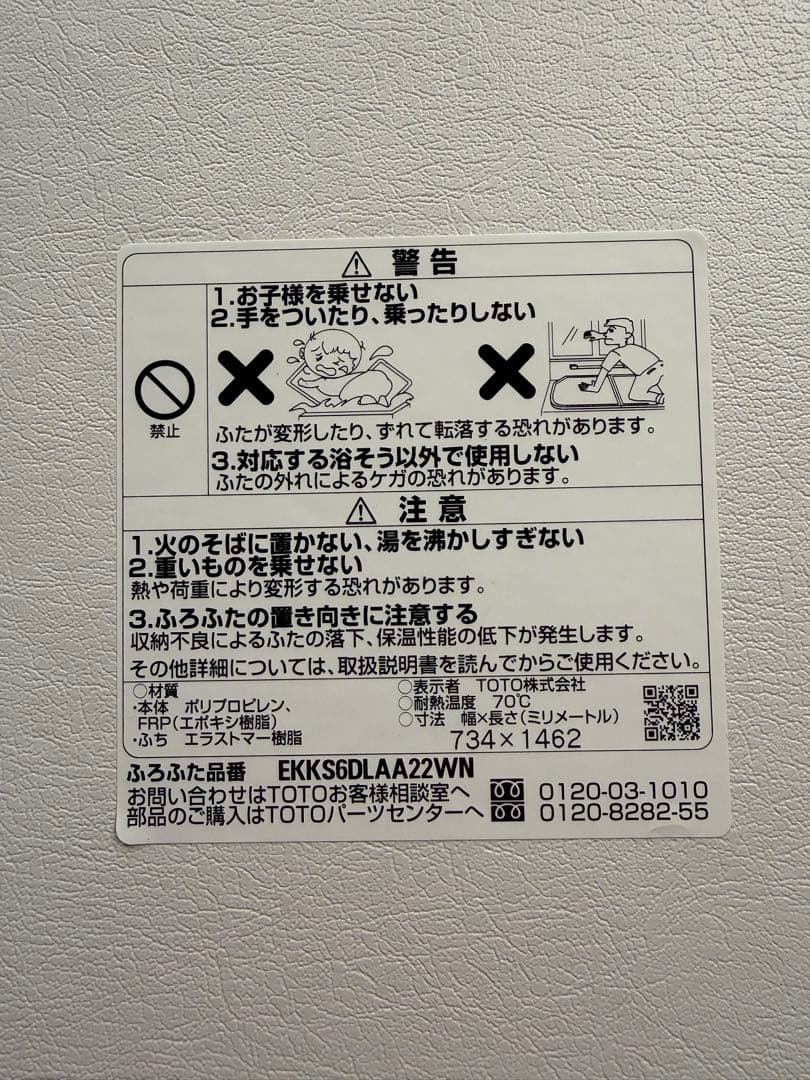 ⚠ 警告
禁止
1.お子様を乗せない
2.手をついたり、乗ったりしない
ふたが変形したり、ずれて転落する恐れがあります。
3.対応する浴そう以外で使用しない
ふたの外れによるケガの恐れがあります。
⚠ 注意
1.火のそばに置かない、湯を沸かしすぎない
2.重いものを乗せない
熱や荷重により変形する恐れがあります。
3.ふろふたの置き向きに注意する
収納不良によるふたの落下、保温性能の低下が発生します。
その他詳細については、取扱説明書を読んでからご使用ください。
○材質
・本体 ポリプロピレン、
FRP(エポキシ樹脂)
・ふち エラストマー樹脂
○表示者 TOTO株式会社
○耐熱温度 70℃
○寸法 幅×長さ(ミリメートル)
734×1462
ふろふた品番 EKKS6DLAA22WN
お問い合わせはTOTOお客様相談室へ 0120-03-1010
部品のご購入はTOTOパーツセンターへ 0120-8282-55